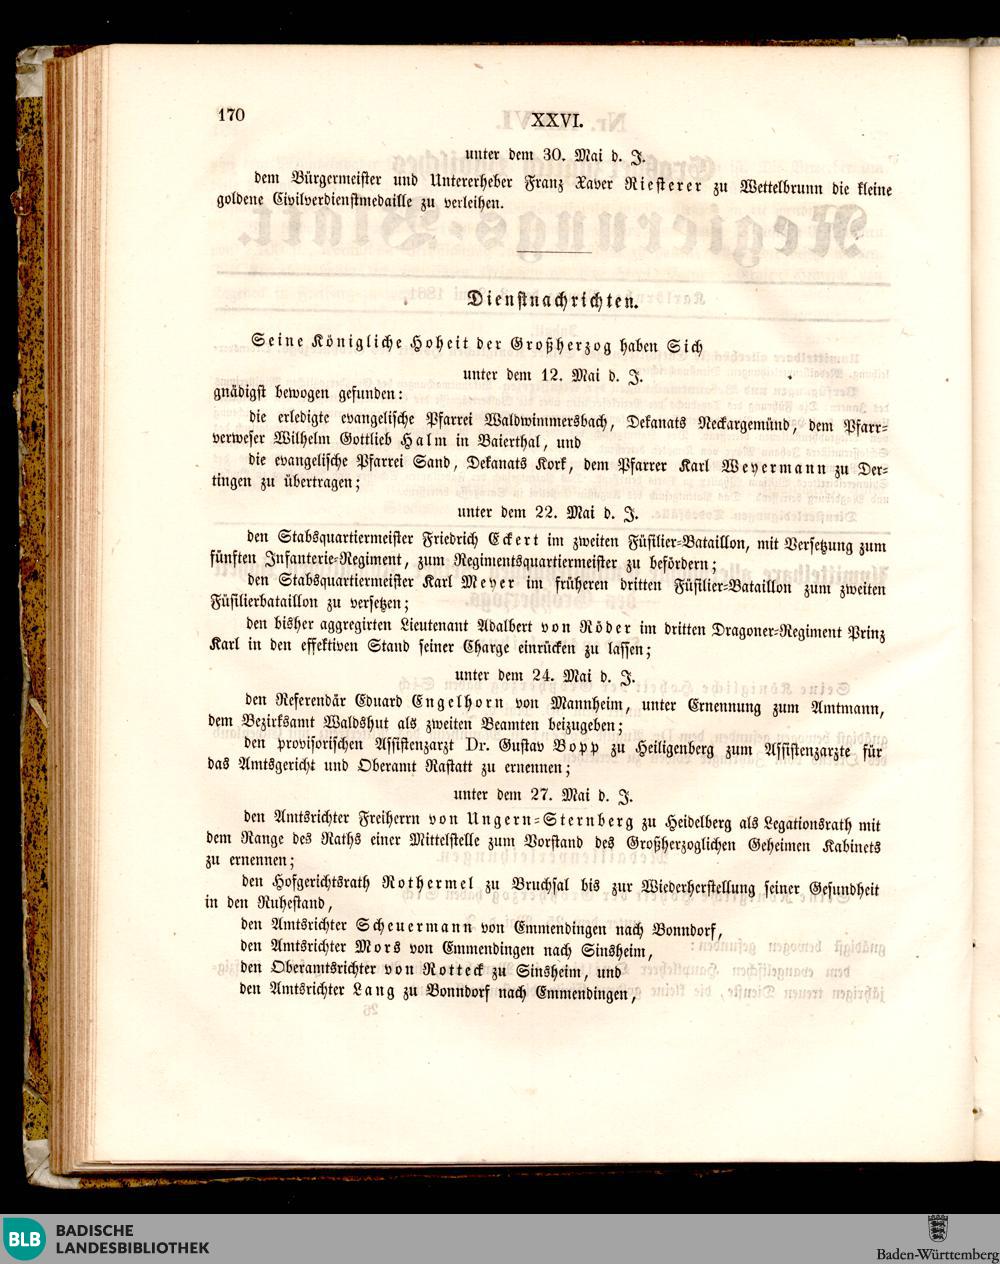 170
XXVI.
unter dem 30. Mai d. J.
dem Bürgermeister und Untererheber Franz Xaver Riesterer zu Wettelbrunn die kleine
goldene Civilverdienstmedaille zu verleihen.
Dienstnachrichten.
Seine Königliche Hoheit der Großherzog haben Sich
unter dem 12. Mai d. J.
gnädigst bewogen gefunden:
die erledigte evangelische Pfarrei Waldwimmersbach, Dekanats Neckargemünd, dem Pfarr-
verweser Wilhelm Gottlieb Halm in Baierthal, und
die evangelische Pfarrei Sand, Dekanats Kork, dem Pfarrer Karl Weyermann zu Der-
tingen zu übertragen;
unter dem 22. Mai d. J.
den Stabsquartiermeister Friedrich Eckert im zweiten Füsilier-Bataillon, mit Versetzung zum
fünften Infanterie-Regiment, zum Regimentsquartiermeister zu befördern;
den Stabsquartiermeister Karl Meyer im früheren dritten Füsilier-Bataillon zum zweiten
Füsilierbataillon zu versetzen;
den bisher aggregirten Lieutenant Adalbert von Röder im dritten Dragoner-Regiment Prinz
Karl in den effektiven Stand seiner Charge einrücken zu lassen;
unter dem 24. Mai d. J.
den Referendär Eduard Engelhorn von Mannheim, unter Ernennung zum Amtmann,
dem Bezirksamt Waldshut als zweiten Beamten beizugeben;
den provisorischen Assistenzarzt Dr. Gustav Bopp zu Heiligenberg zum Assistenzarzte für
das Amtsgericht und Oberamt Rastatt zu ernennen;
unter dem 27. Mai d. J.
den Amtsrichter Freiherrn von Ungern-Sternberg zu Heidelberg als Legationsrath mit
dem Range des Raths einer Mittelstelle zum Vorstand des Großherzoglichen Geheimen Kabinets
zu ernennen;
den Hofgerichtsrath Rothermel zu Bruchsal bis zur Wiederherstellung seiner Gesundheit
in den Ruhestand,
den Amtsrichter Scheuermann von Emmendingen nach Bonndorf,
den Amtsrichter Mors von Emmendingen nach Sinsheim,
den Oberamtsrichter von Rotteck zu Sinsheim, und
den Amtsrichter Lang zu Bonndorf nach Emmendingen,
BLB
BADISCHE
LANDESBIBLIOTHEK
Baden-Württemberg